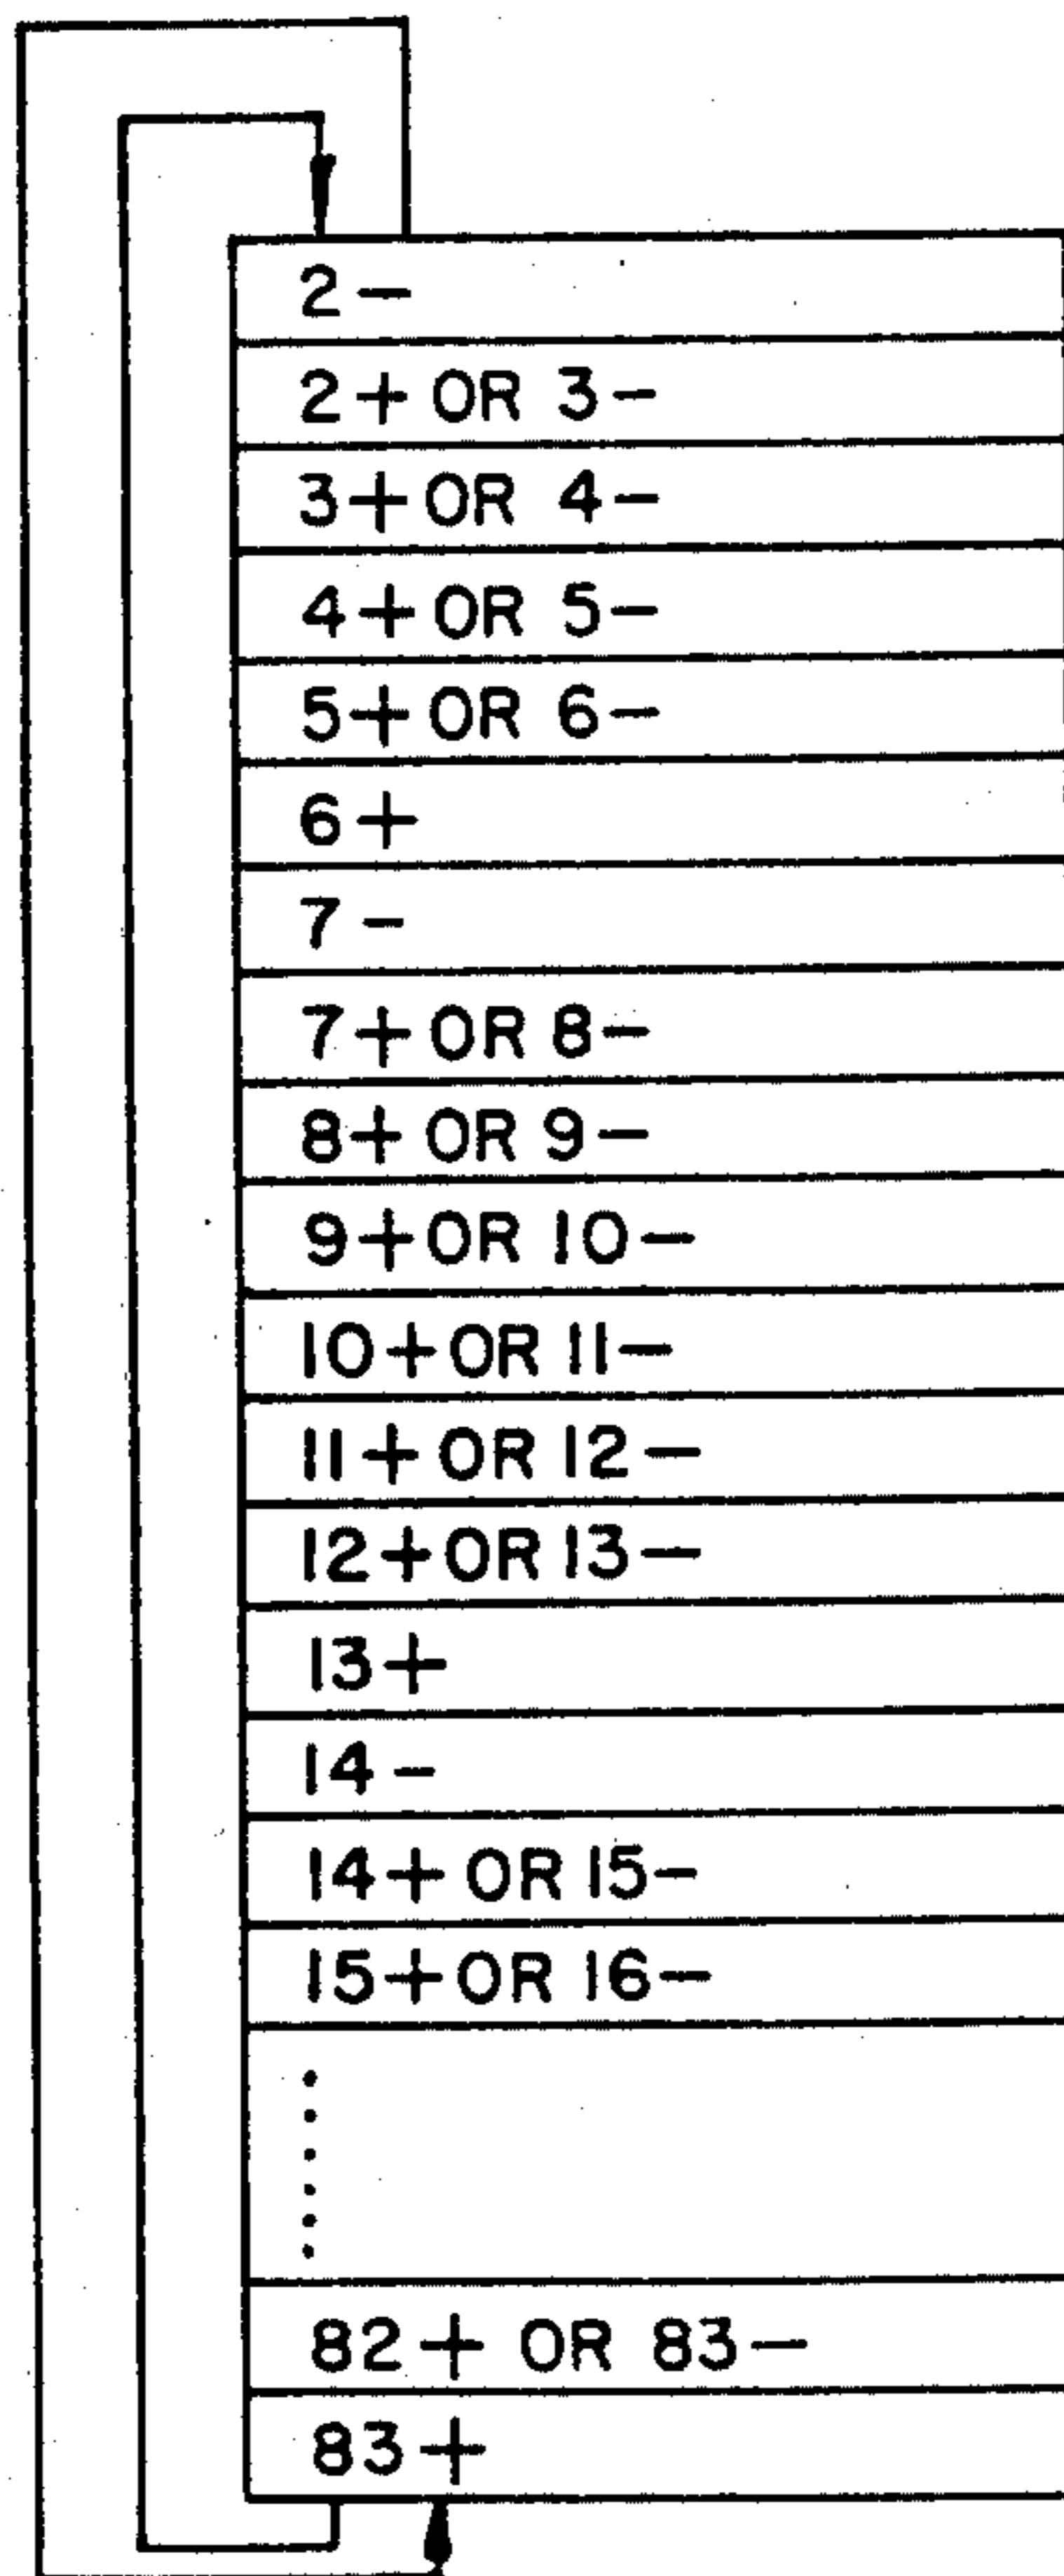 2-
2+ OR 3-
3+ OR 4-
4+ OR 5-
5+ OR 6-
6+
7-
7+ OR 8-
8+ OR 9-
9+ OR 10-
10+ OR 11-
11+ OR 12-
12+ OR 13-
13+
14-
14+ OR 15-
15+ OR 16-
82+ OR 83-
83+